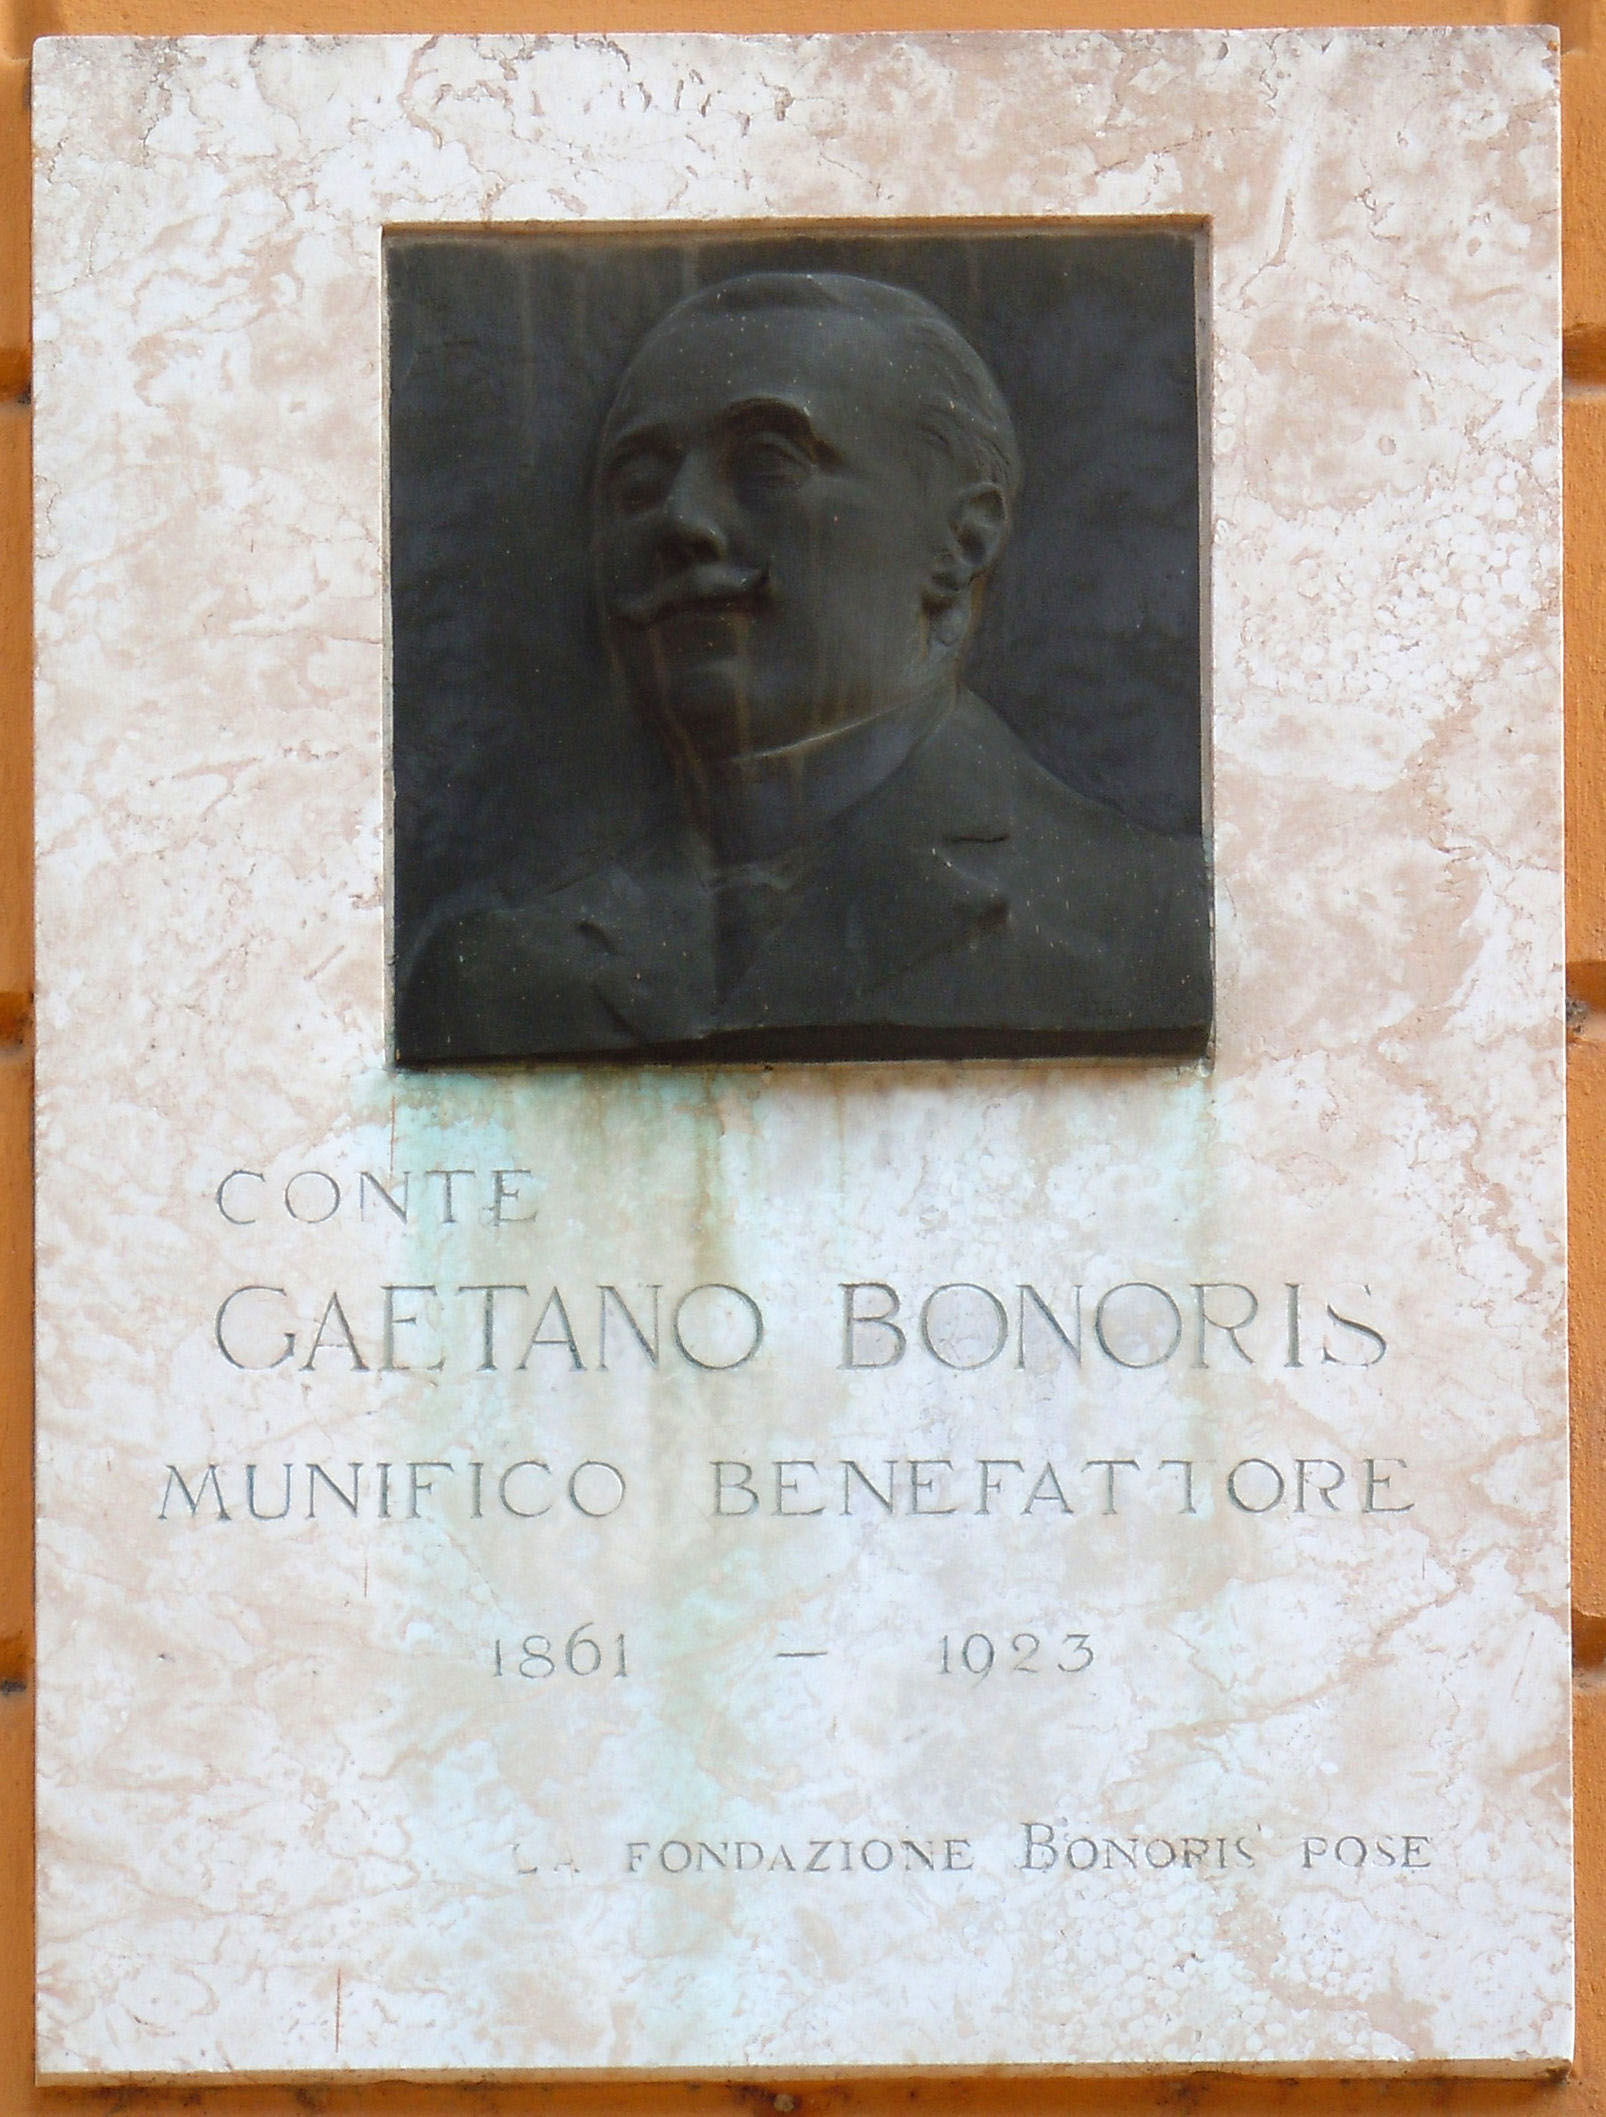 CONTE
GAETANO BONORIS
MUNIFICO BENEFATTORE
1861 – 1923
LA FONDAZIONE BONORIS POSE